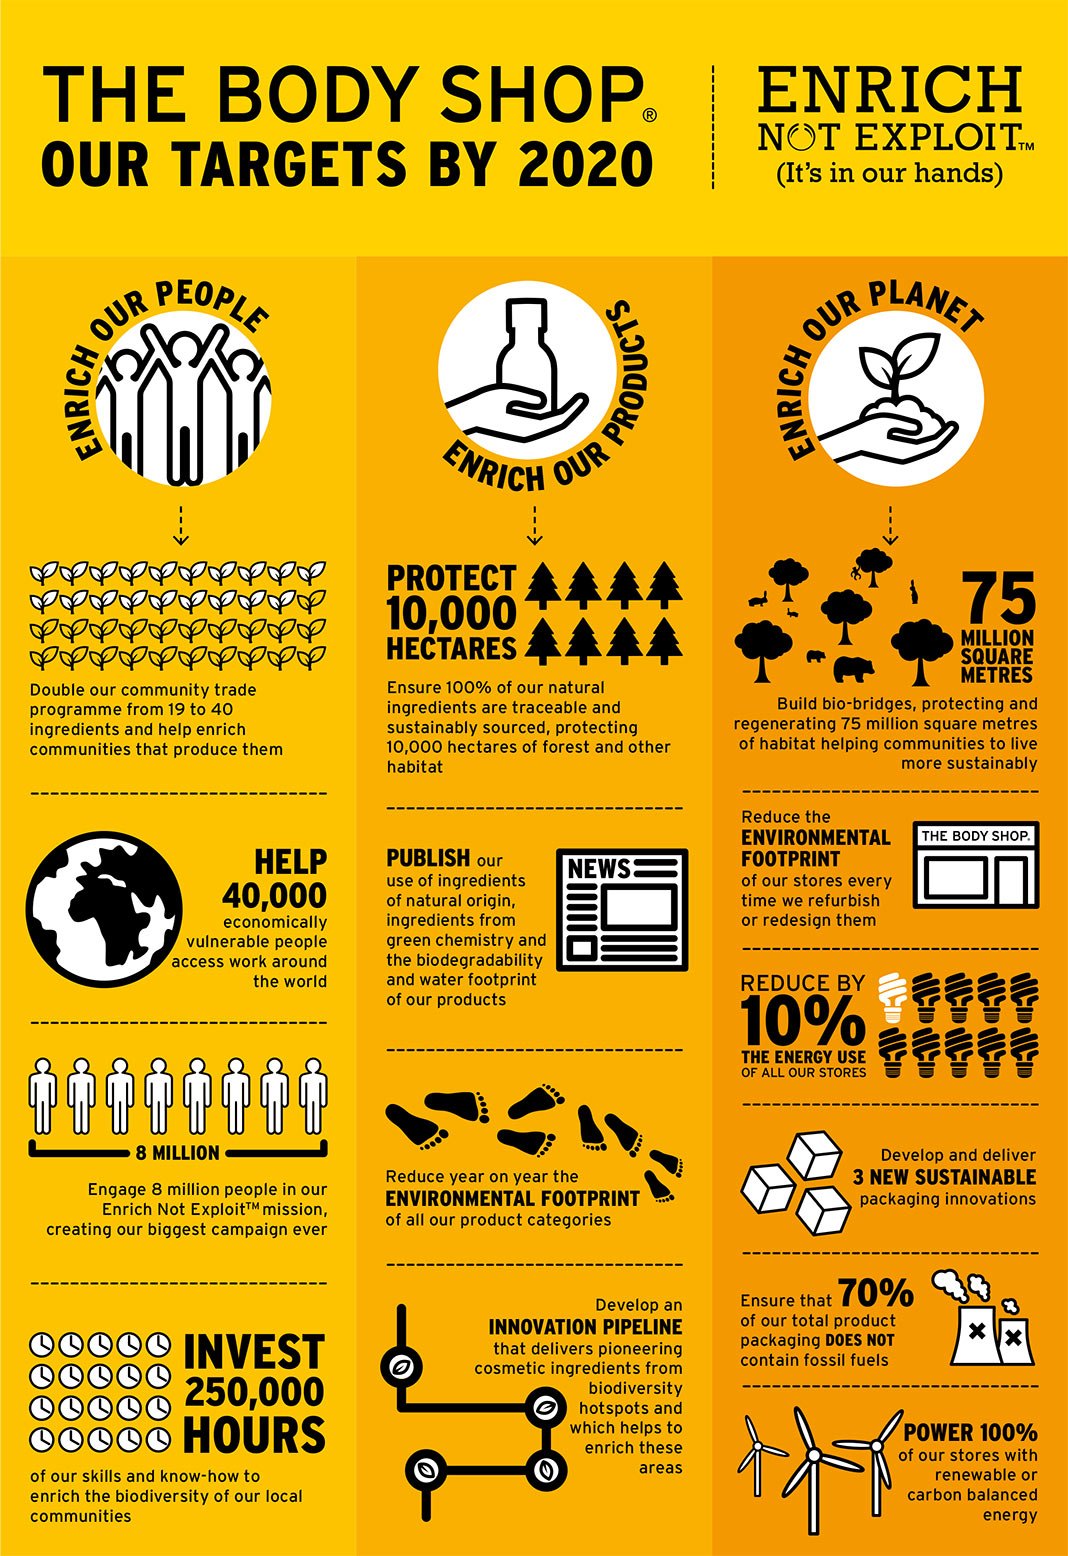 THE BODY SHOP®
OUR TARGETS BY 2020
ENRICH
NOT EXPLOIT™
(It's in our hands)
ENRICH OUR PEOPLE
Double our community trade
programme from 19 to 40
ingredients and help enrich
communities that produce them
HELP
40,000
economically
vulnerable people
access work around
the world
8 MILLION
Engage 8 million people in our
Enrich Not Exploit™ mission,
creating our biggest campaign ever
INVEST
250,000
HOURS
of our skills and know-how to
enrich the biodiversity of our local
communities
ENRICH OUR PRODUCTS
PROTECT
10,000
HECTARES
Ensure 100% of our natural
ingredients are traceable and
sustainably sourced, protecting
10,000 hectares of forest and other
habitat
PUBLISH our
use of ingredients
of natural origin,
ingredients from
green chemistry and
the biodegradability
and water footprint
of our products
NEWS
Reduce year on year the
ENVIRONMENTAL FOOTPRINT
of all our product categories
Develop an
INNOVATION PIPELINE
that delivers pioneering
cosmetic ingredients from
biodiversity
hotspots and
which helps to
enrich these
areas
ENRICH OUR PLANET
75
MILLION
SQUARE
METRES
Build bio-bridges, protecting and
regenerating 75 million square metres
of habitat helping communities to live
more sustainably
Reduce the
ENVIRONMENTAL
FOOTPRINT
of our stores every
time we refurbish
or redesign them
THE BODY SHOP.
REDUCE BY
10%
THE ENERGY USE
OF ALL OUR STORES
Develop and deliver
3 NEW SUSTAINABLE
packaging innovations
Ensure that 70%
of our total product
packaging DOES NOT
contain fossil fuels
POWER 100%
of our stores with
renewable or
carbon balanced
energy